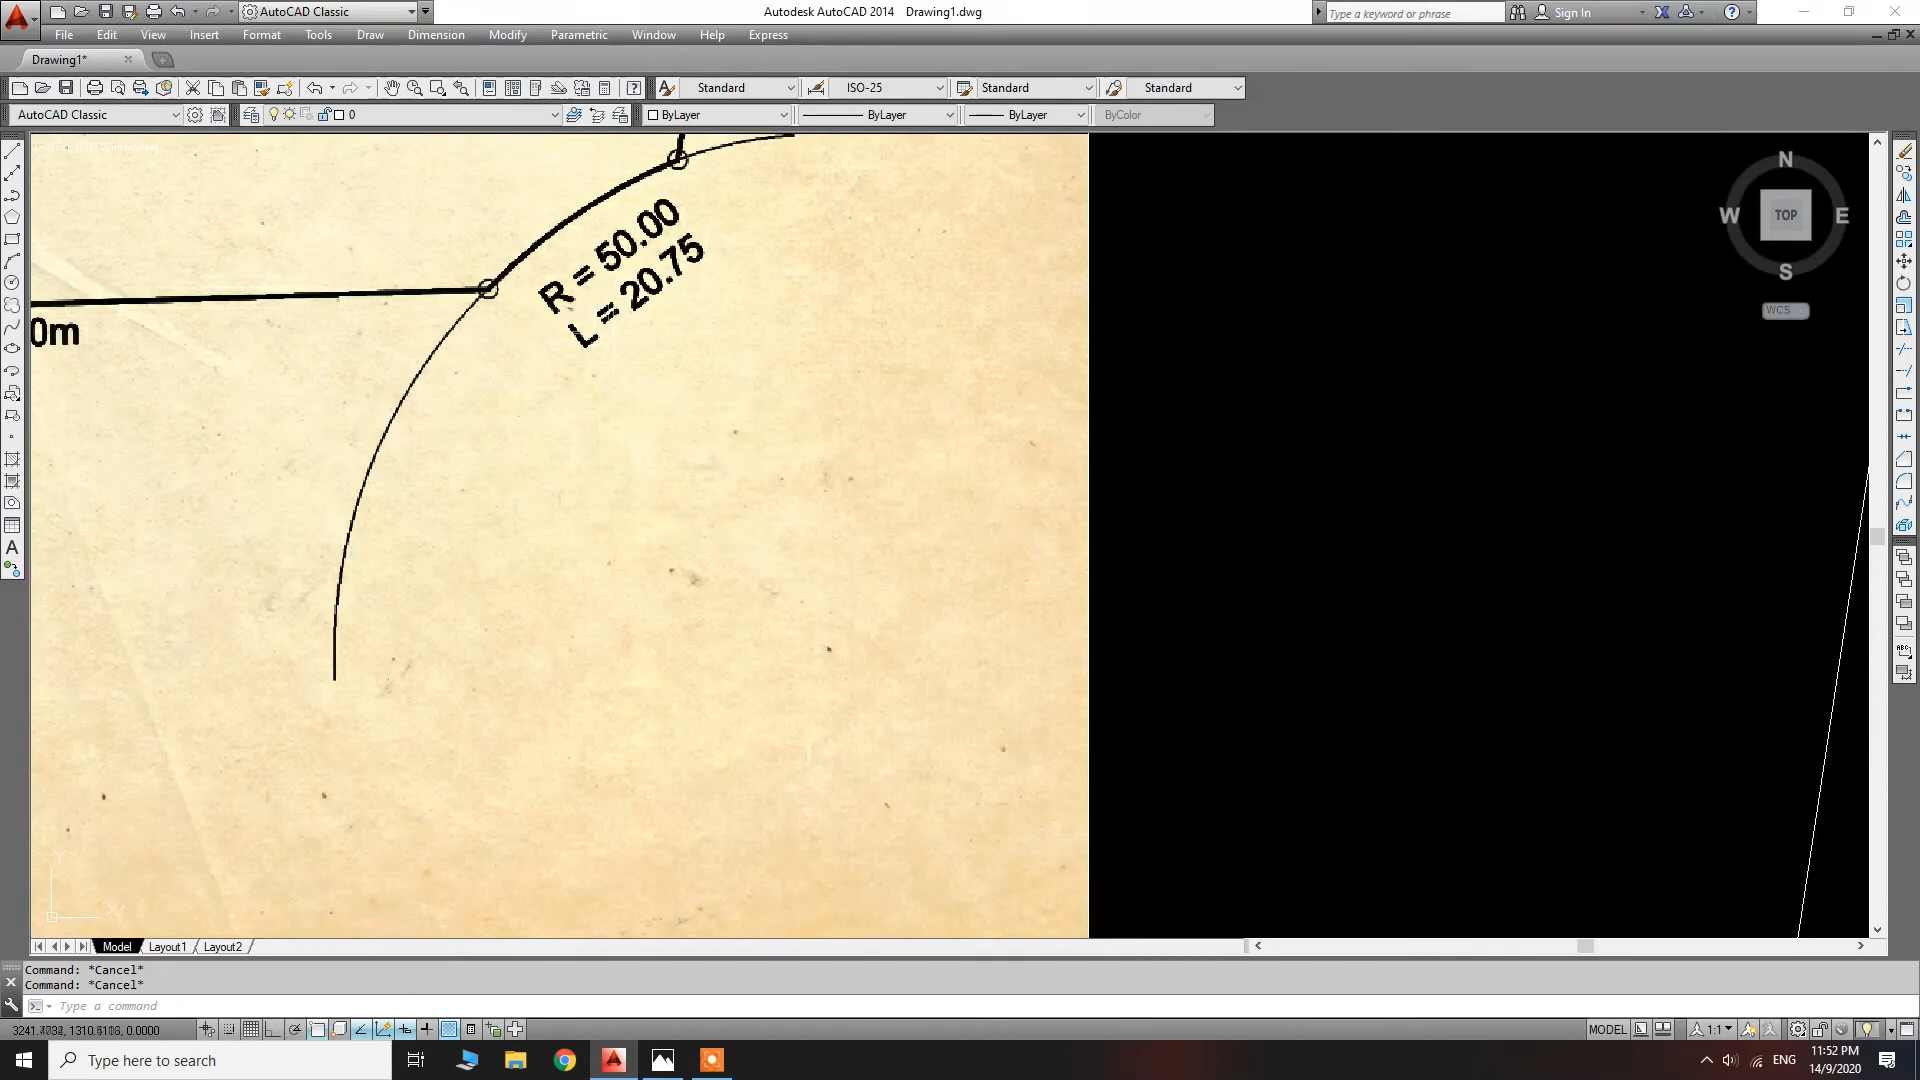 AutoCAD Classic
Autodesk AutoCAD 2014 Drawing1.dwg
Type a keyword or phrase
Sign In
File Edit View Insert Format Tools Draw Dimension Modify Parametric Window Help Express
Drawing1*
Standard
ISO-25
Standard
Standard
AutoCAD Classic
0
ByLayer
ByLayer
ByLayer
ByColor
R = 50.00
L = 20.75
0m
N
W
TOP
E
S
WCS
A
ABC
Y
X
Model Layout1 Layout2
Command: *Cancel*
Command: *Cancel*
Type a command
0.0000
MODEL
1:1
Type here to search
ENG
11:52 PM
14/9/2020